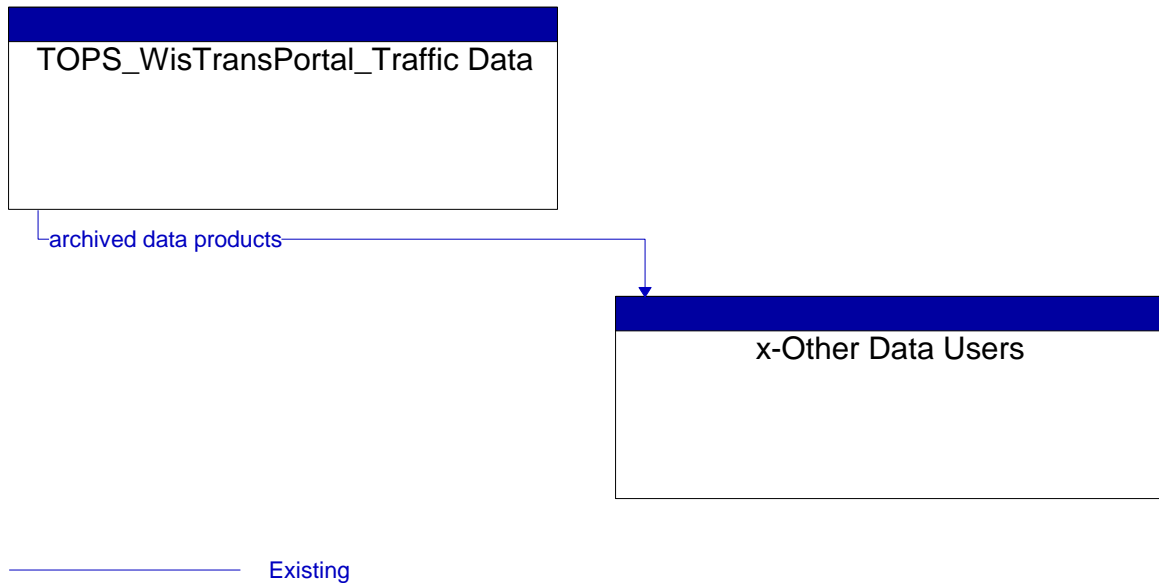 TOPS_WisTransPortal_Traffic Data
archived data products
x-Other Data Users
Existing